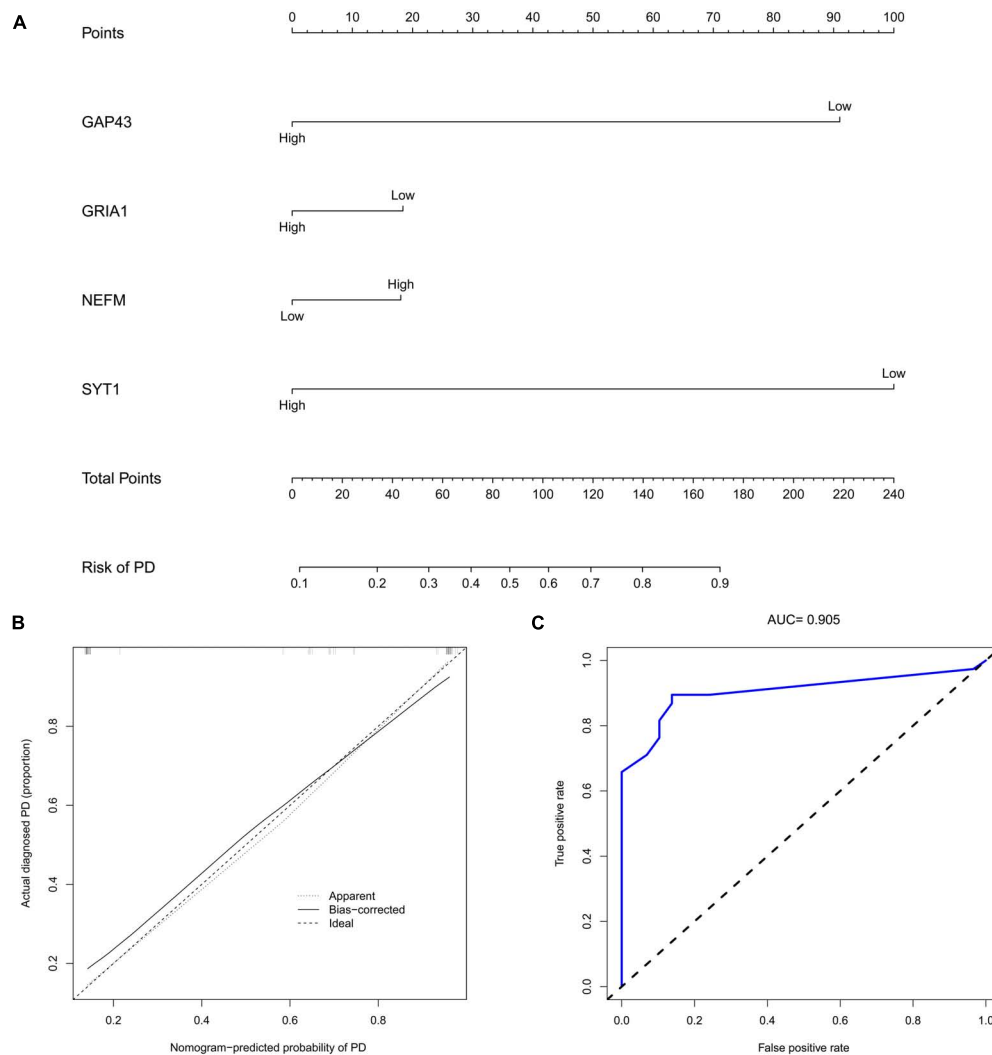 A
Points
0 10 20 30 40 50 60 70 80 90 100
GAP43
Low
High
GRIA1
Low
High
NEFM
High
Low
SYT1
Low
High
Total Points
0 20 40 60 80 100 120 140 160 180 200 220 240
Risk of PD
0.1 0.2 0.3 0.4 0.5 0.6 0.7 0.8 0.9
B
Actual diagnosed PD (proportion)
0.8
0.6
0.4
0.2
Apparent
Bias−corrected
Ideal
0.2 0.4 0.6 0.8
Nomogram−predicted probability of PD
C
AUC= 0.905
True positive rate
1.0
0.8
0.6
0.4
0.2
0.0
0.0 0.2 0.4 0.6 0.8 1.0
False positive rate